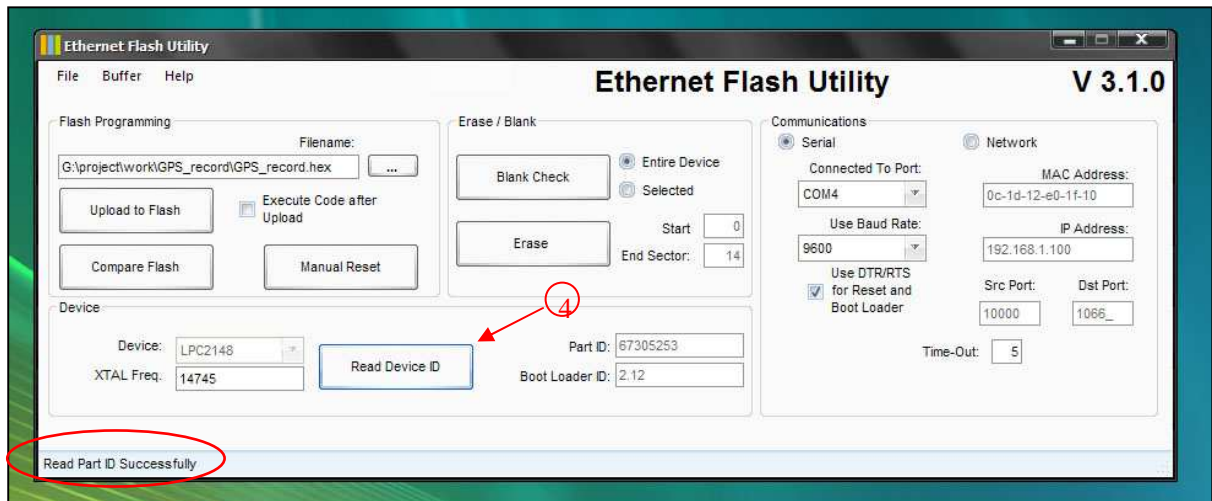 Ethernet Flash Utility
File Buffer Help
Ethernet Flash Utility
V 3.1.0
Flash Programming
Filename:
G:\project\work\GPS_record\GPS_record.hex
...
Upload to Flash
Execute Code after
Upload
Compare Flash
Manual Reset
Erase / Blank
Blank Check
Entire Device
Selected
Erase
Start 0
End Sector: 14
Communications
Serial
Network
Connected To Port:
COM4
Use Baud Rate:
9600
Use DTR/RTS
for Reset and
Boot Loader
MAC Address:
0c-1d-12-e0-1f-10
IP Address:
192.168.1.100
Src Port:
10000
Dst Port:
1066_
Time-Out: 5
Device
Device: LPC2148
XTAL Freq. 14745
Read Device ID
4
Part ID: 67305253
Boot Loader ID: 2.12
Read Part ID Successfully